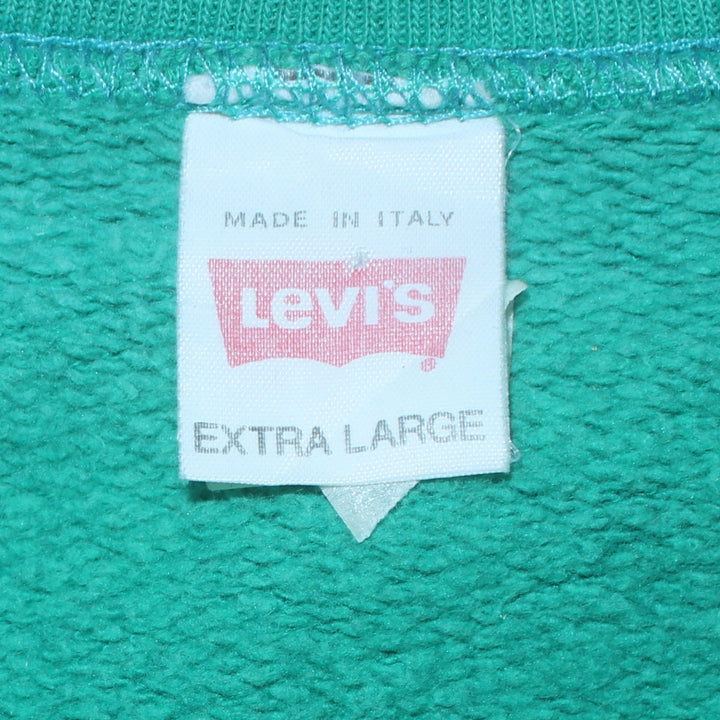 MADE IN ITALY
Levi's
®
EXTRA LARGE